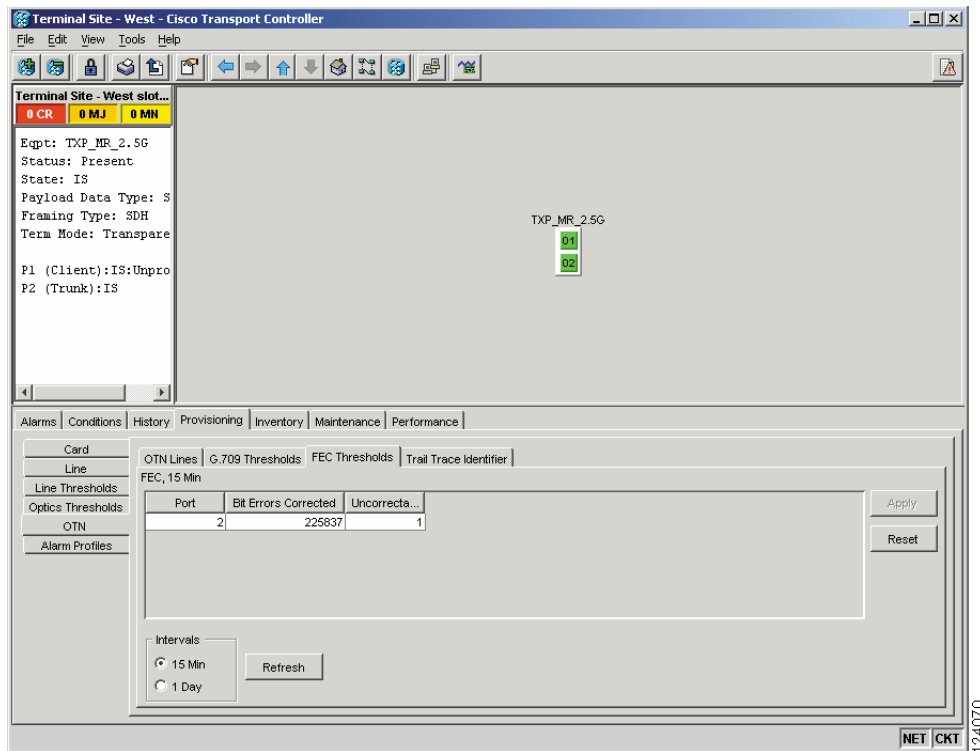 Terminal Site - West - Cisco Transport Controller
File Edit View Tools Help
Terminal Site - West slot...
0 CR 0 MJ 0 MN
Eqpt: TXP_MR_2.5G
Status: Present
State: IS
Payload Data Type: S
Framing Type: SDH
Term Mode: Transpare
P1 (Client):IS:Unpro
P2 (Trunk):IS
TXP_MR_2.5G
01
02
Alarms Conditions History Provisioning Inventory Maintenance Performance
Card
Line
Line Thresholds
Optics Thresholds
OTN
Alarm Profiles
OTN Lines G.709 Thresholds FEC Thresholds Trail Trace Identifier
FEC, 15 Min
Port Bit Errors Corrected Uncorrecta...
2 225837 1
Apply
Reset
Intervals
15 Min
1 Day
Refresh
NET CKT
124070